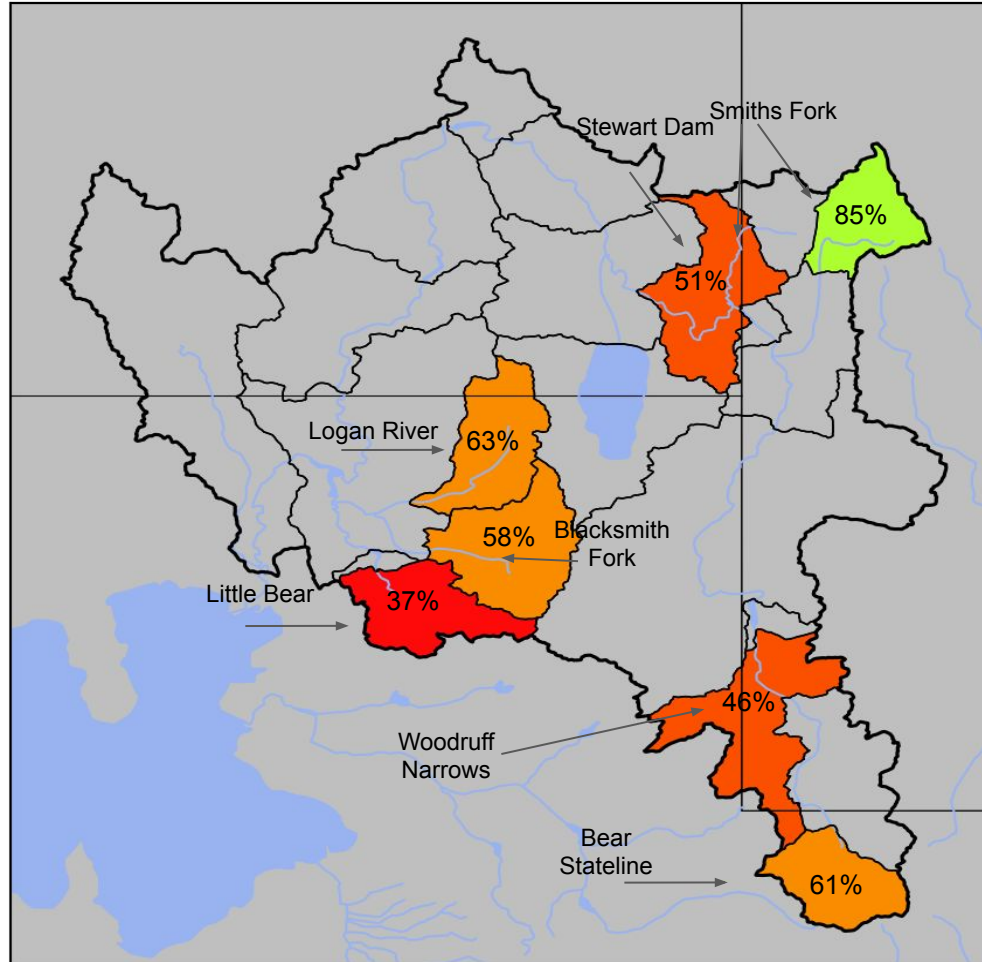 Smiths Fork
Stewart Dam
85%
51%
Logan River
63%
58%
Blacksmith
Fork
Little Bear
37%
46%
Woodruff
Narrows
Bear
Stateline
61%